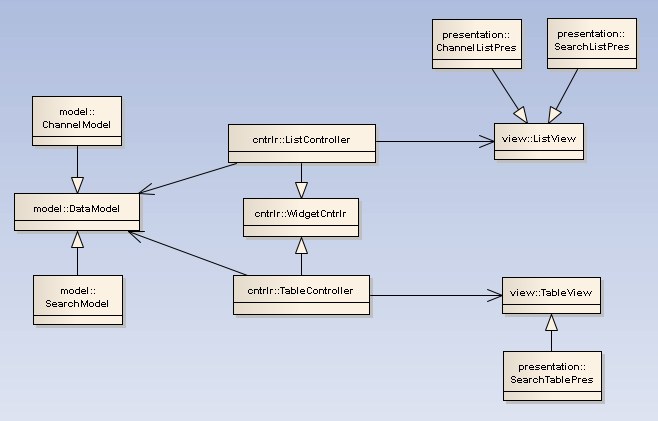 presentation::
ChannelListPres
presentation::
SearchListPres
model::
ChannelModel
cntrlr::ListController
view::ListView
model::DataModel
cntrlr::WidgetCntrlr
model::
SearchModel
cntrlr::TableController
view::TableView
presentation::
SearchTablePres